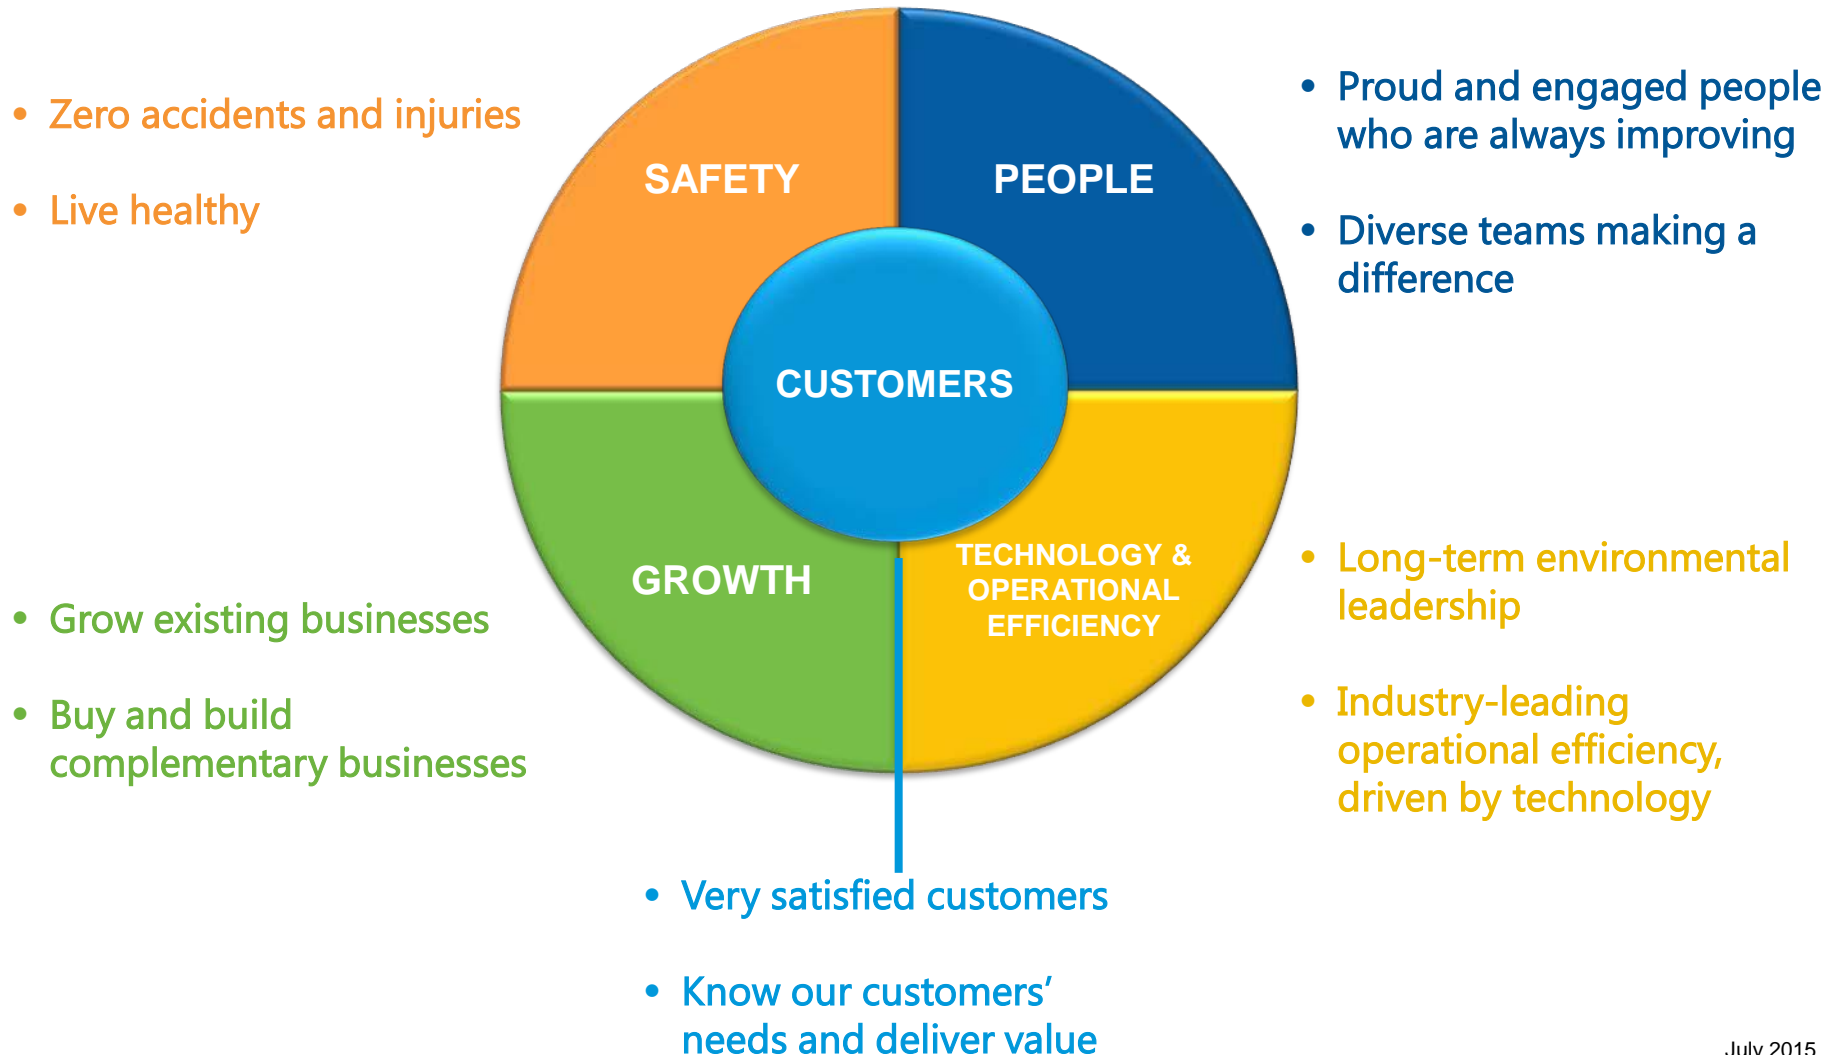 • Zero accidents and injuries
• Live healthy
SAFETY
PEOPLE
• Proud and engaged people
who are always improving
• Diverse teams making a
difference
CUSTOMERS
GROWTH
TECHNOLOGY &
OPERATIONAL
EFFICIENCY
• Grow existing businesses
• Buy and build
complementary businesses
• Long-term environmental
leadership
• Industry-leading
operational efficiency,
driven by technology
• Very satisfied customers
• Know our customers’
needs and deliver value
July 2015